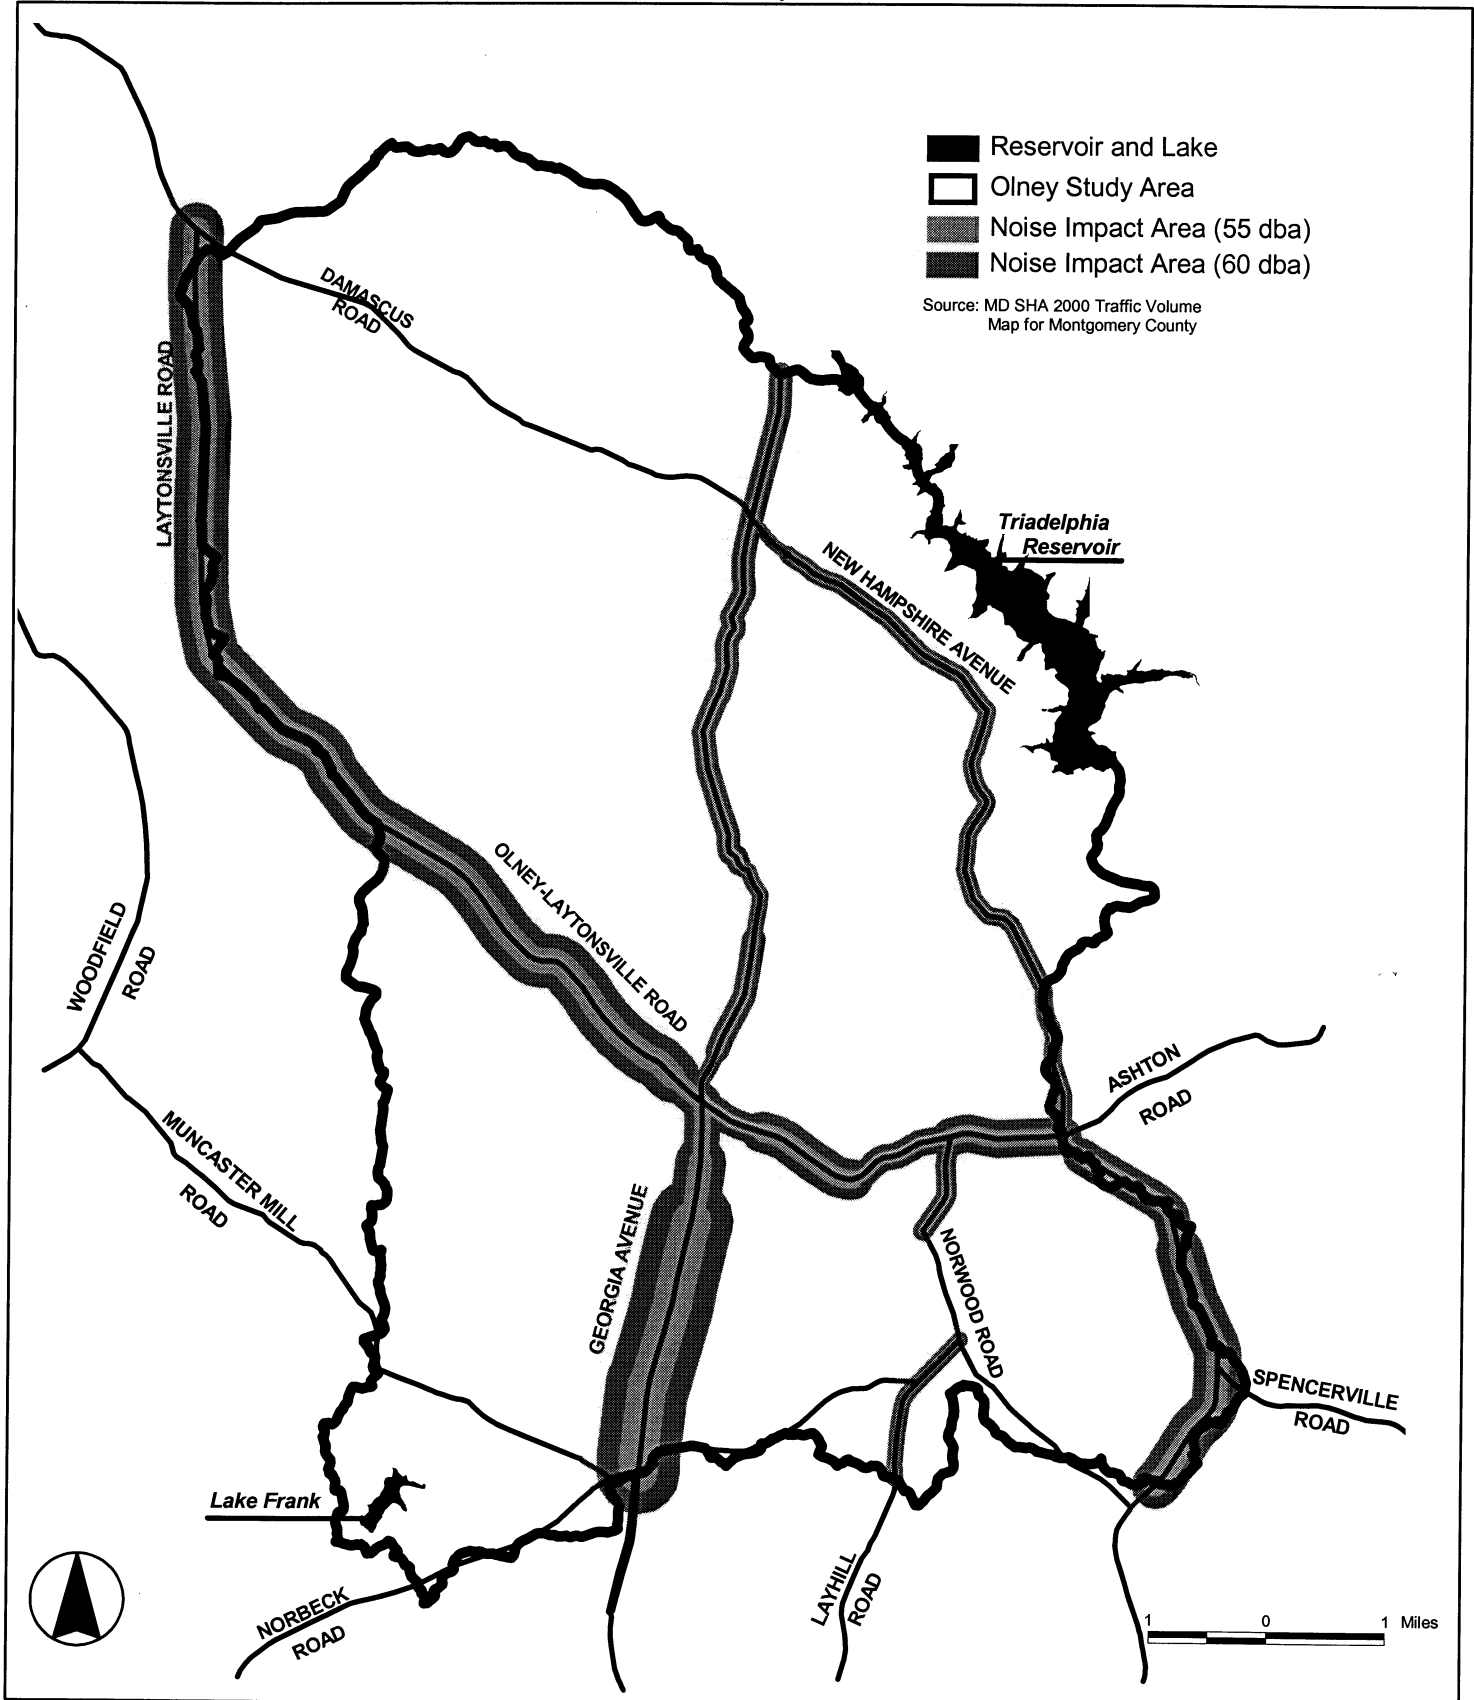 Reservoir and Lake
Olney Study Area
Noise Impact Area (55 dba)
Noise Impact Area (60 dba)
Source: MD SHA 2000 Traffic Volume
Map for Montgomery County
DAMASCUS
ROAD
LAYTONSVILLE ROAD
Triadelphia
Reservoir
NEW HAMPSHIRE AVENUE
OLNEY-LAYTONSVILLE ROAD
WOODFIELD
ROAD
ASHTON
ROAD
MUNCASTER MILL
ROAD
GEORGIA AVENUE
NORWOOD ROAD
SPENCERVILLE
ROAD
Lake Frank
LAYHILL
ROAD
NORBECK
ROAD
1 0 1 Miles